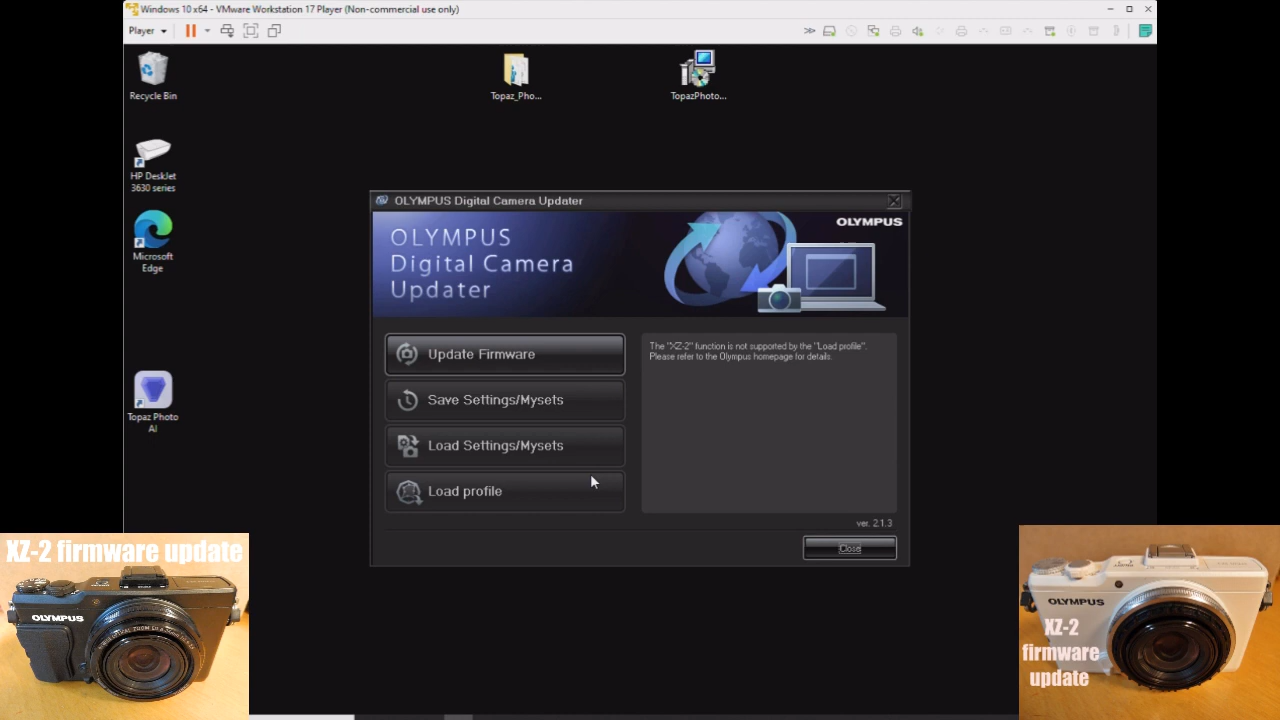 Windows 10 x64 - VMware Workstation 17 Player (Non-commercial use only)
Player
Recycle Bin
Topaz_Pho...
TopazPhoto...
HP DeskJet
3630 series
Microsoft
Edge
Topaz Photo
AI
OLYMPUS Digital Camera Updater
OLYMPUS
OLYMPUS
Digital Camera
Updater
Update Firmware
Save Settings/Mysets
Load Settings/Mysets
Load profile
The "XZ-2" function is not supported by the "Load profile".
Please refer to the Olympus homepage for details.
ver. 2.1.3
Close
XZ-2 firmware update
OLYMPUS
OLYMPUS
XZ-2
firmware
update